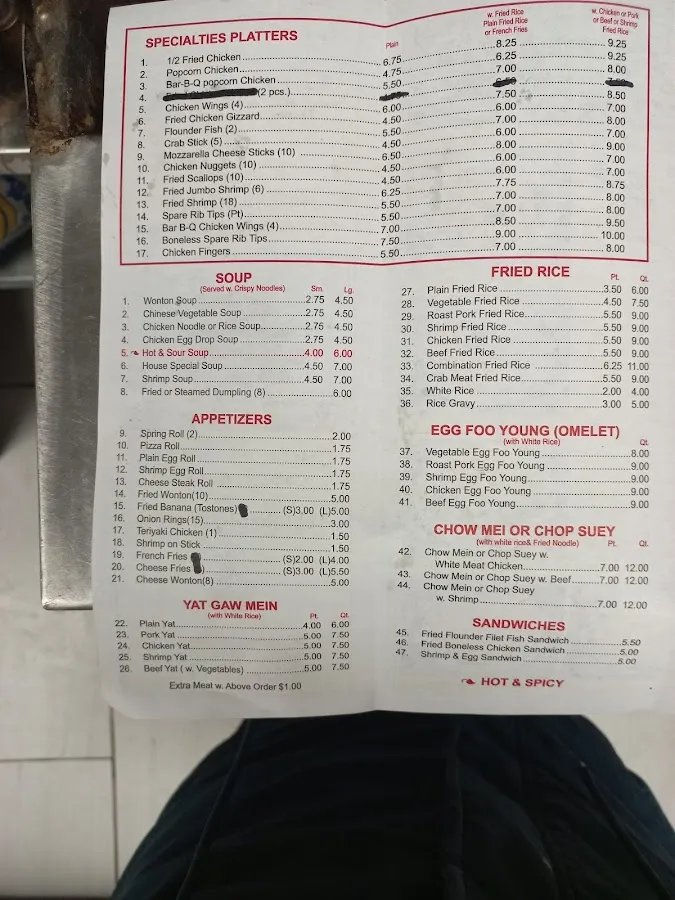 SPECIALTIES PLATTERS
Plain
w. Fried Rice
Plain Fried Rice
or French Fries
w. Chicken or Pork
or Beef or Shrimp
Fried Rice
1. 1/2 Fried Chicken 6.75 8.25 9.25
2. Popcorn Chicken 4.75 6.25 9.25
3. Bar-B-Q popcorn Chicken 5.50 7.00 8.00
4. (2 pcs.)
5. Chicken Wings (4) 6.00 7.50 8.50
6. Fried Chicken Gizzard 4.50 6.00 7.00
7. Flounder Fish (2) 5.50 7.00 8.00
8. Crab Stick (5) 4.50 6.00 7.00
9. Mozzarella Cheese Sticks (10) 6.50 8.00 9.00
10. Chicken Nuggets (10) 4.50 6.00 7.00
11. Fried Scallops (10) 4.50 6.00 7.00
12. Fried Jumbo Shrimp (6) 6.25 7.75 8.75
13. Fried Shrimp (18) 5.50 7.00 8.00
14. Spare Rib Tips (Pt) 5.50 7.00 8.00
15. Bar B-Q Chicken Wings (4) 7.00 8.50 9.50
16. Boneless Spare Rib Tips 7.50 9.00 10.00
17. Chicken Fingers 5.50 7.00 8.00
SOUP
(Served w. Crispy Noodles) Sm. Lg.
1. Wonton Soup 2.75 4.50
2. Chinese Vegetable Soup 2.75 4.50
3. Chicken Noodle or Rice Soup 2.75 4.50
4. Chicken Egg Drop Soup 2.75 4.50
5. Hot & Sour Soup 4.00 6.00
6. House Special Soup 4.50 7.00
7. Shrimp Soup 4.50 7.00
8. Fried or Steamed Dumpling (8) 6.00
APPETIZERS
9. Spring Roll (2) 2.00
10. Pizza Roll 1.75
11. Plain Egg Roll 1.75
12. Shrimp Egg Roll 1.75
13. Cheese Steak Roll 1.75
14. Fried Wonton(10) 5.00
15. Fried Banana (Tostones) (S)3.00 (L)5.00
16. Onion Rings(15) 3.00
17. Teriyaki Chicken (1) 1.50
18. Shrimp on Stick 1.50
19. French Fries (S)2.00 (L)4.00
20. Cheese Fries (S)3.00 (L)5.50
21. Cheese Wonton(8) 5.00
YAT GAW MEIN
(with White Rice) Pt. Qt.
22. Plain Yat 4.00 6.00
23. Pork Yat 5.00 7.50
24. Chicken Yat 5.00 7.50
25. Shrimp Yat 5.00 7.50
26. Beef Yat ( w. Vegetables) 5.00 7.50
Extra Meat w. Above Order $1.00
FRIED RICE Pt. Qt.
27. Plain Fried Rice 3.50 6.00
28. Vegetable Fried Rice 4.50 7.50
29. Roast Pork Fried Rice 5.50 9.00
30. Shrimp Fried Rice 5.50 9.00
31. Chicken Fried Rice 5.50 9.00
32. Beef Fried Rice 5.50 9.00
33. Combination Fried Rice 6.25 11.00
34. Crab Meat Fried Rice 5.50 9.00
35. White Rice 2.00 4.00
36. Rice Gravy 3.00 5.00
EGG FOO YOUNG (OMELET)
(with White Rice) Qt.
37. Vegetable Egg Foo Young 8.00
38. Roast Pork Egg Foo Young 9.00
39. Shrimp Egg Foo Young 9.00
40. Chicken Egg Foo Young 9.00
41. Beef Egg Foo Young 9.00
CHOW MEI OR CHOP SUEY
(with white rice& Fried Noodle) Pt. Qt.
42. Chow Mein or Chop Suey w.
White Meat Chicken 7.00 12.00
43. Chow Mein or Chop Suey w. Beef 7.00 12.00
44. Chow Mein or Chop Suey
w. Shrimp 7.00 12.00
SANDWICHES
45. Fried Flounder Filet Fish Sandwich 5.50
46. Fried Boneless Chicken Sandwich 5.00
47. Shrimp & Egg Sandwich 5.00
HOT & SPICY